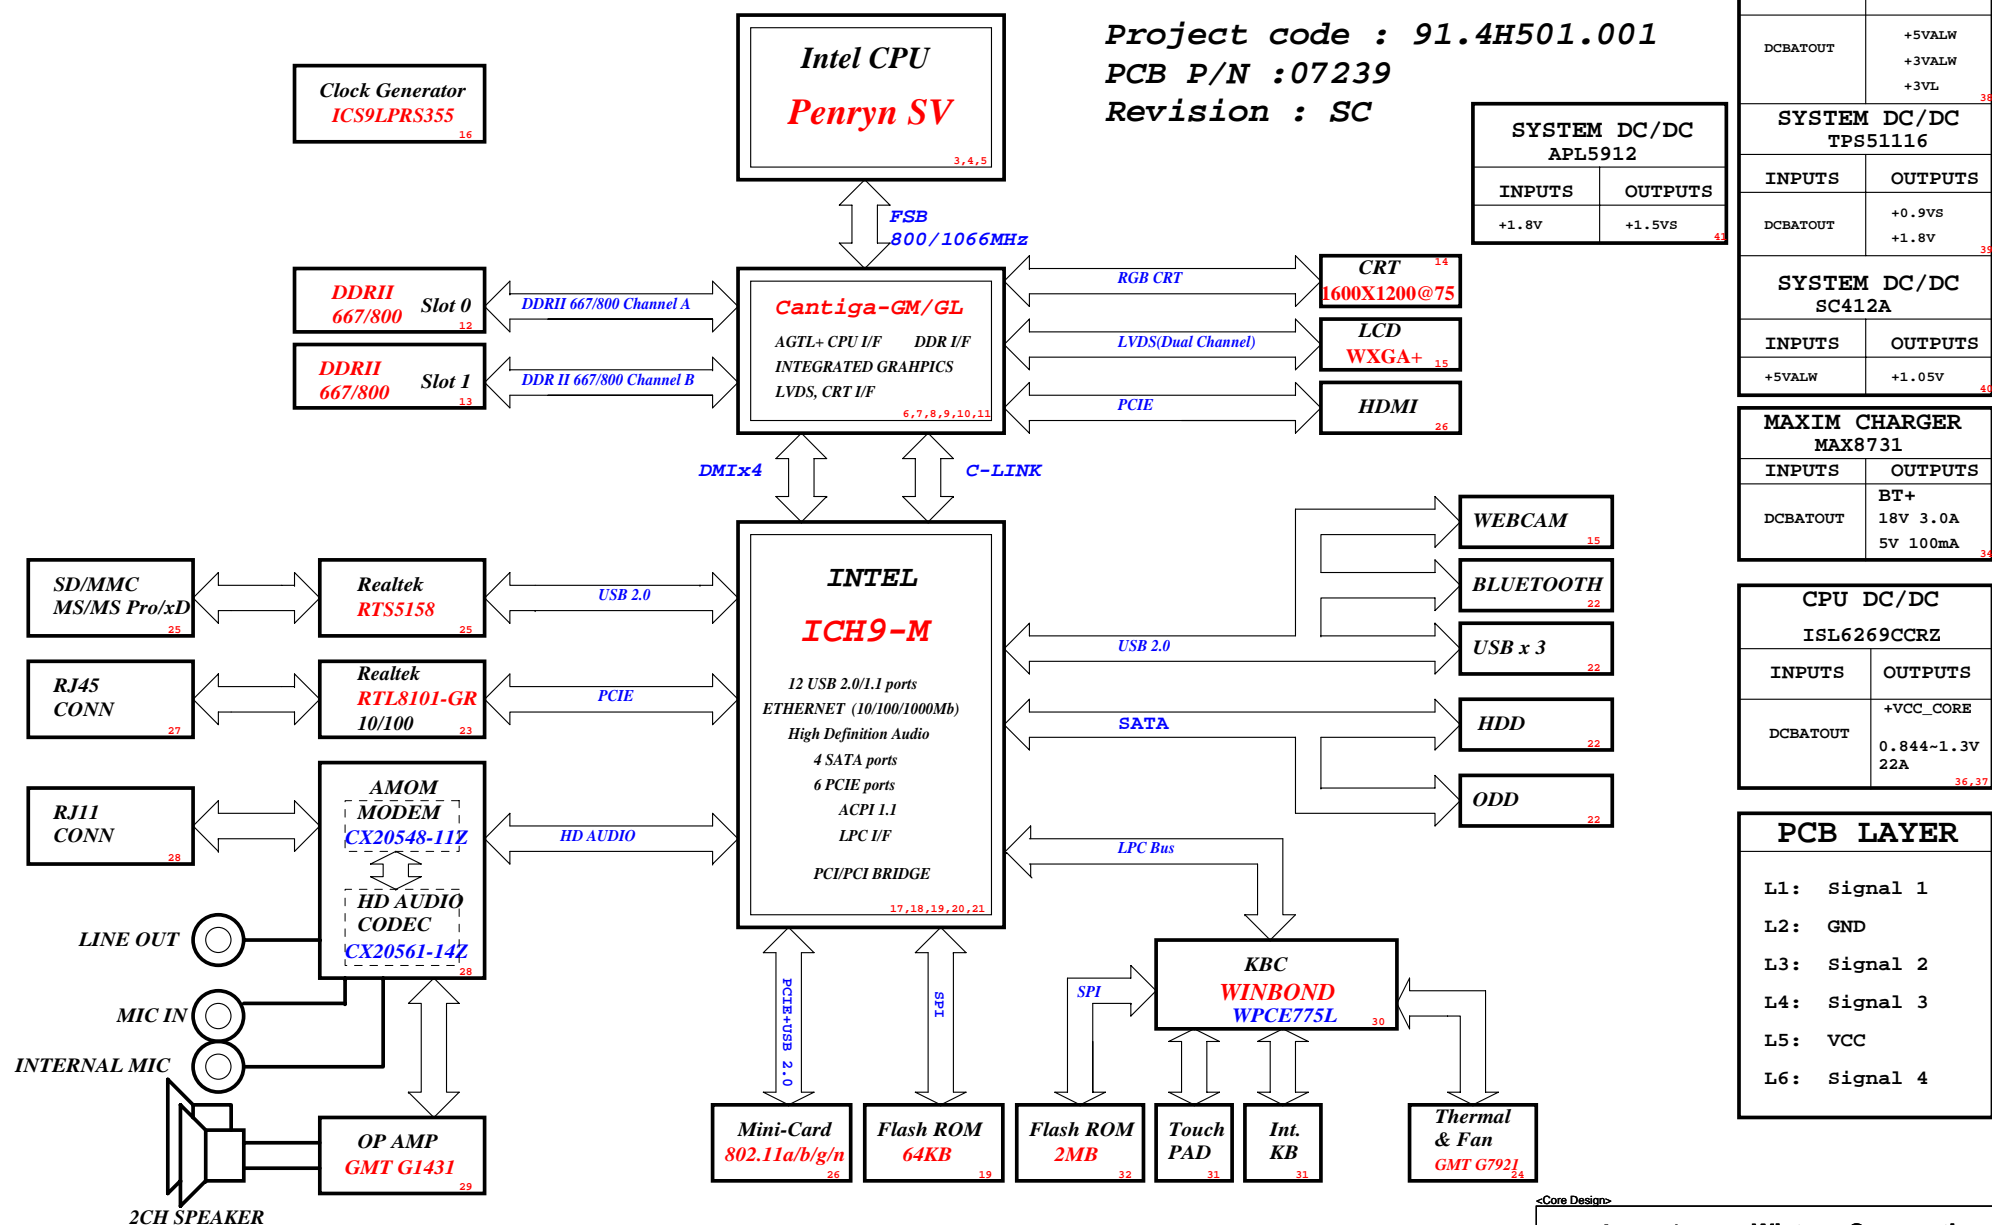 Project code : 91.4H501.001
PCB P/N :07239
Revision : SC
Clock Generator
ICS9LPRS355
16
Intel CPU
Penryn SV
3,4,5
FSB
800/1066MHz
DDRII
667/800
Slot 0
12
DDRII 667/800 Channel A
DDRII
667/800
Slot 1
13
DDR II 667/800 Channel B
Cantiga-GM/GL
AGTL+ CPU I/F DDR I/F
INTEGRATED GRAHPICS
LVDS, CRT I/F
6,7,8,9,10,11
RGB CRT
CRT
14
1600X1200@75
LVDS(Dual Channel)
LCD
WXGA+
15
PCIE
HDMI
26
DMIx4
C-LINK
INTEL
ICH9-M
12 USB 2.0/1.1 ports
ETHERNET (10/100/1000Mb)
High Definition Audio
4 SATA ports
6 PCIE ports
ACPI 1.1
LPC I/F
PCI/PCI BRIDGE
17,18,19,20,21
SD/MMC
MS/MS Pro/xD
25
Realtek
RTS5158
25
USB 2.0
RJ45
CONN
27
Realtek
RTL8101-GR
10/100
23
PCIE
RJ11
CONN
28
AMOM
MODEM
CX20548-11Z
HD AUDIO
CODEC
CX20561-14Z
28
HD AUDIO
LINE OUT
MIC IN
INTERNAL MIC
2CH SPEAKER
OP AMP
GMT G1431
29
USB 2.0
WEBCAM
15
BLUETOOTH
22
USB x 3
22
SATA
HDD
22
ODD
22
LPC Bus
KBC
WINBOND
WPCE775L
30
SPI
PCIE+USB 2.0
SPI
Mini-Card
802.11a/b/g/n
26
Flash ROM
64KB
19
Flash ROM
2MB
32
Touch
PAD
31
Int.
KB
31
Thermal
& Fan
GMT G7921
24
SYSTEM DC/DC
APL5912
INPUTS OUTPUTS
+1.8V +1.5VS
41
DCBATOUT
+5VALW
+3VALW
+3VL
38
SYSTEM DC/DC
TPS51116
INPUTS OUTPUTS
DCBATOUT
+0.9VS
+1.8V
39
SYSTEM DC/DC
SC412A
INPUTS OUTPUTS
+5VALW +1.05V
40
MAXIM CHARGER
MAX8731
INPUTS OUTPUTS
DCBATOUT
BT+
18V 3.0A
5V 100mA
34
CPU DC/DC
ISL6269CCRZ
INPUTS OUTPUTS
DCBATOUT
+VCC_CORE
0.844~1.3V
22A
36,37
PCB LAYER
L1: Signal 1
L2: GND
L3: Signal 2
L4: Signal 3
L5: VCC
L6: Signal 4
<Core Design>